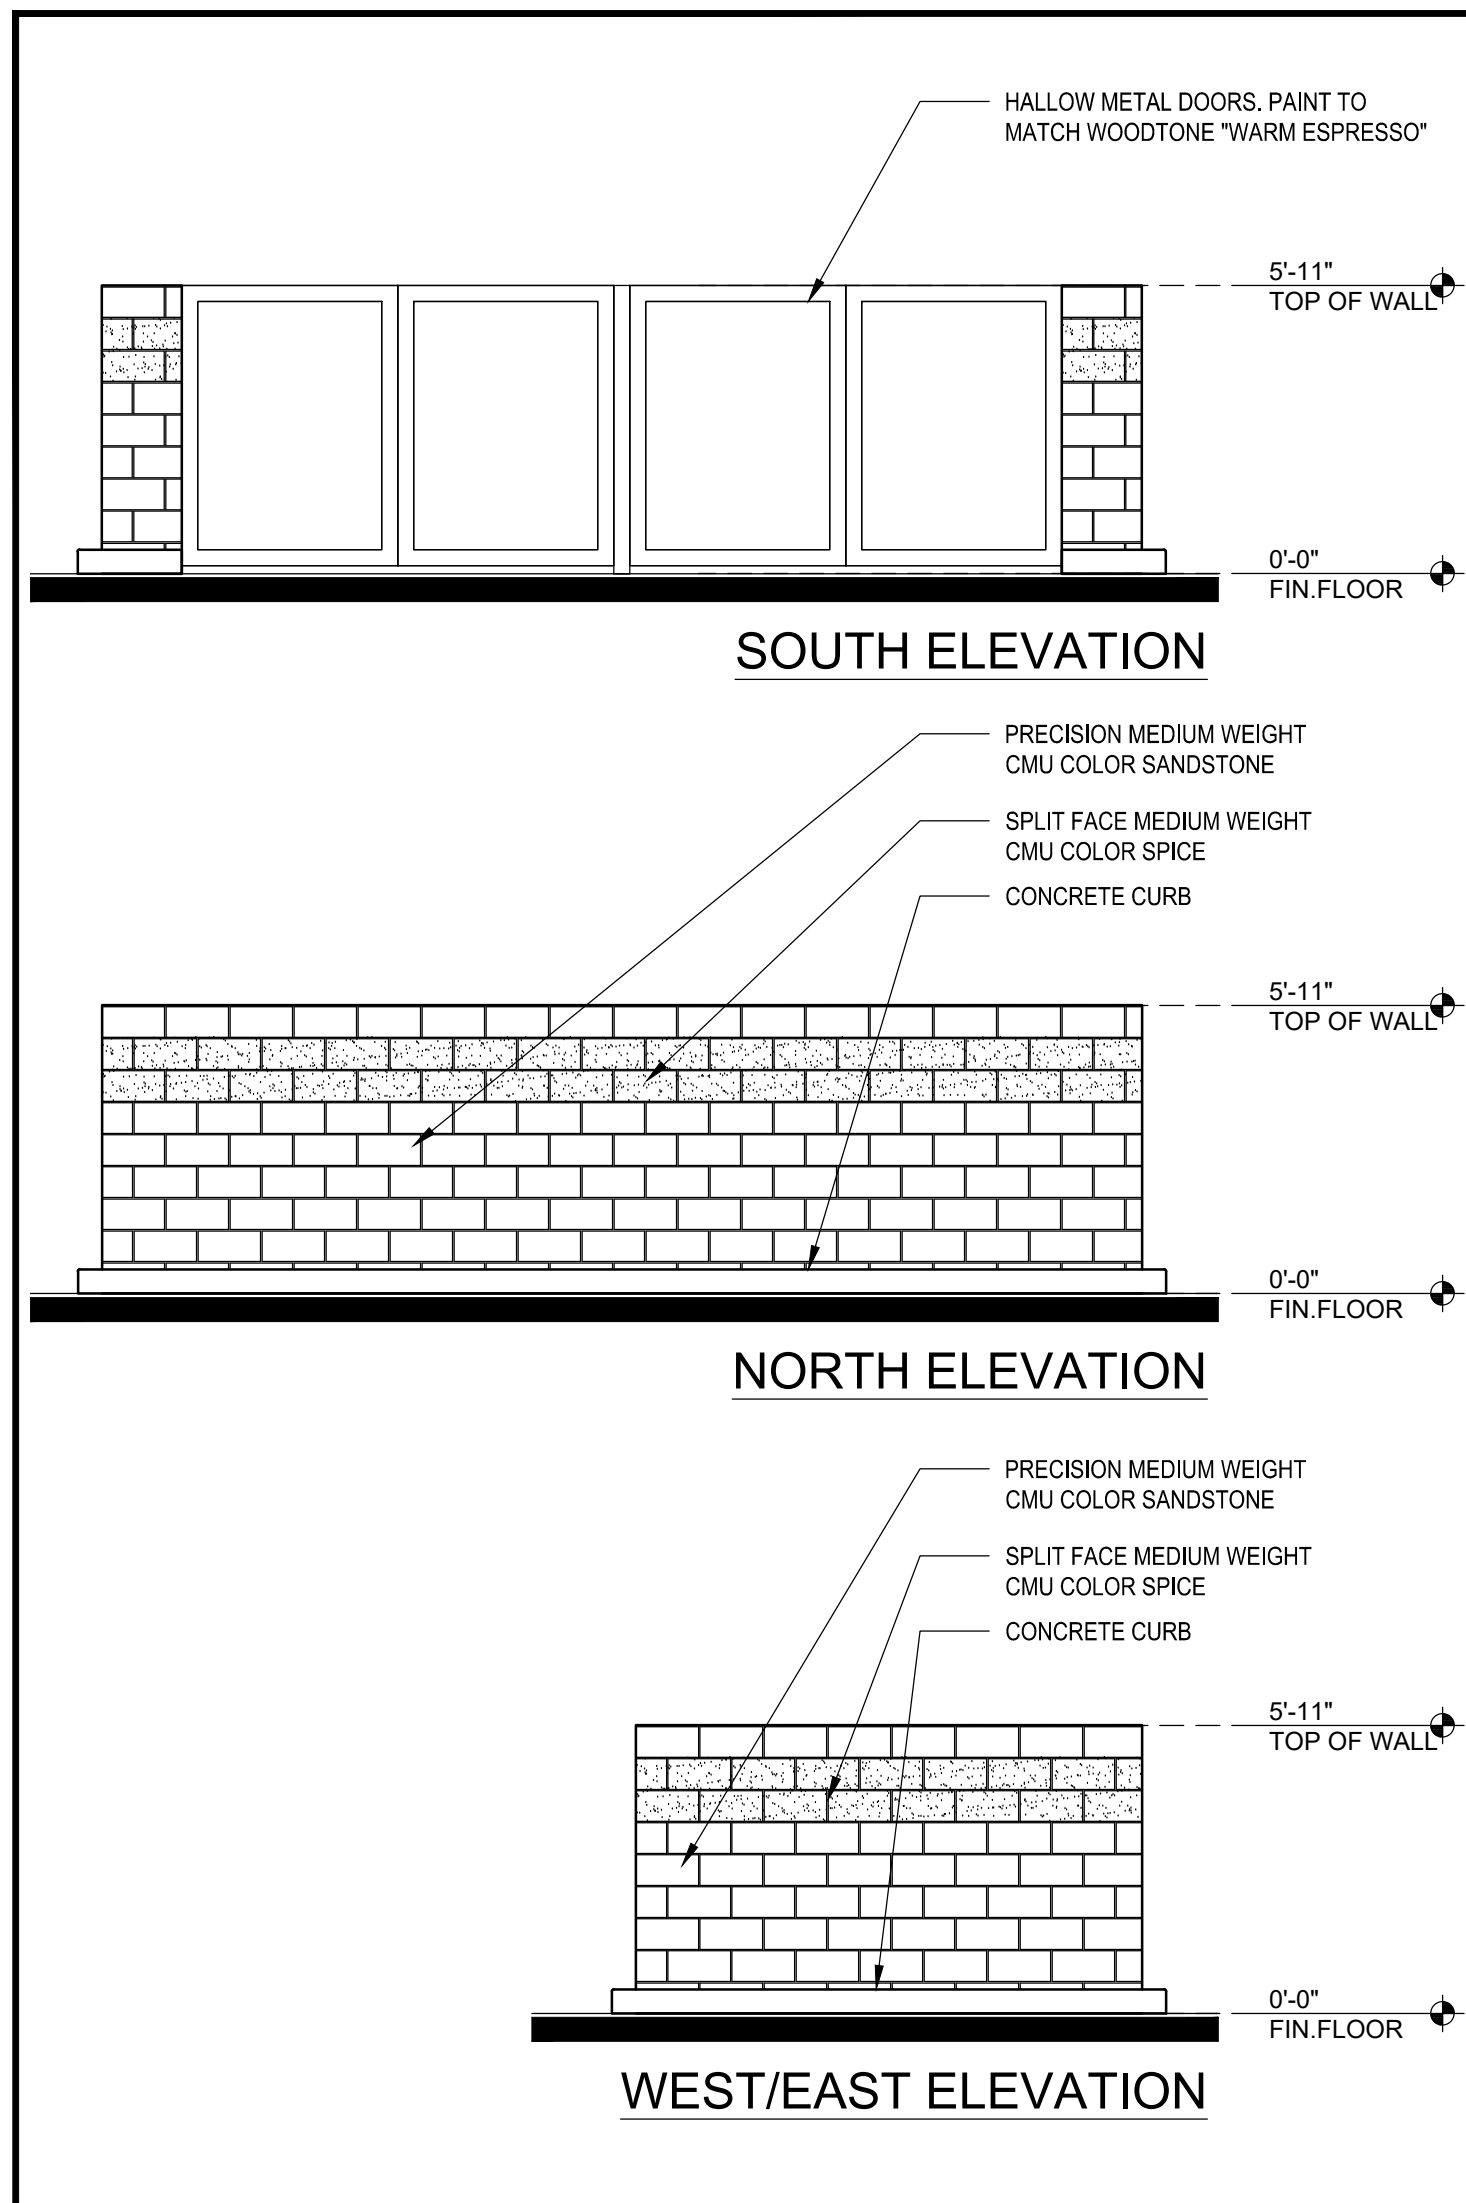 HALLOW METAL DOORS. PAINT TO
MATCH WOODTONE "WARM ESPRESSO"
5'-11"
TOP OF WALL
0'-0"
FIN.FLOOR
SOUTH ELEVATION
PRECISION MEDIUM WEIGHT
CMU COLOR SANDSTONE
SPLIT FACE MEDIUM WEIGHT
CMU COLOR SPICE
CONCRETE CURB
5'-11"
TOP OF WALL
0'-0"
FIN.FLOOR
NORTH ELEVATION
PRECISION MEDIUM WEIGHT
CMU COLOR SANDSTONE
SPLIT FACE MEDIUM WEIGHT
CMU COLOR SPICE
CONCRETE CURB
5'-11"
TOP OF WALL
0'-0"
FIN.FLOOR
WEST/EAST ELEVATION